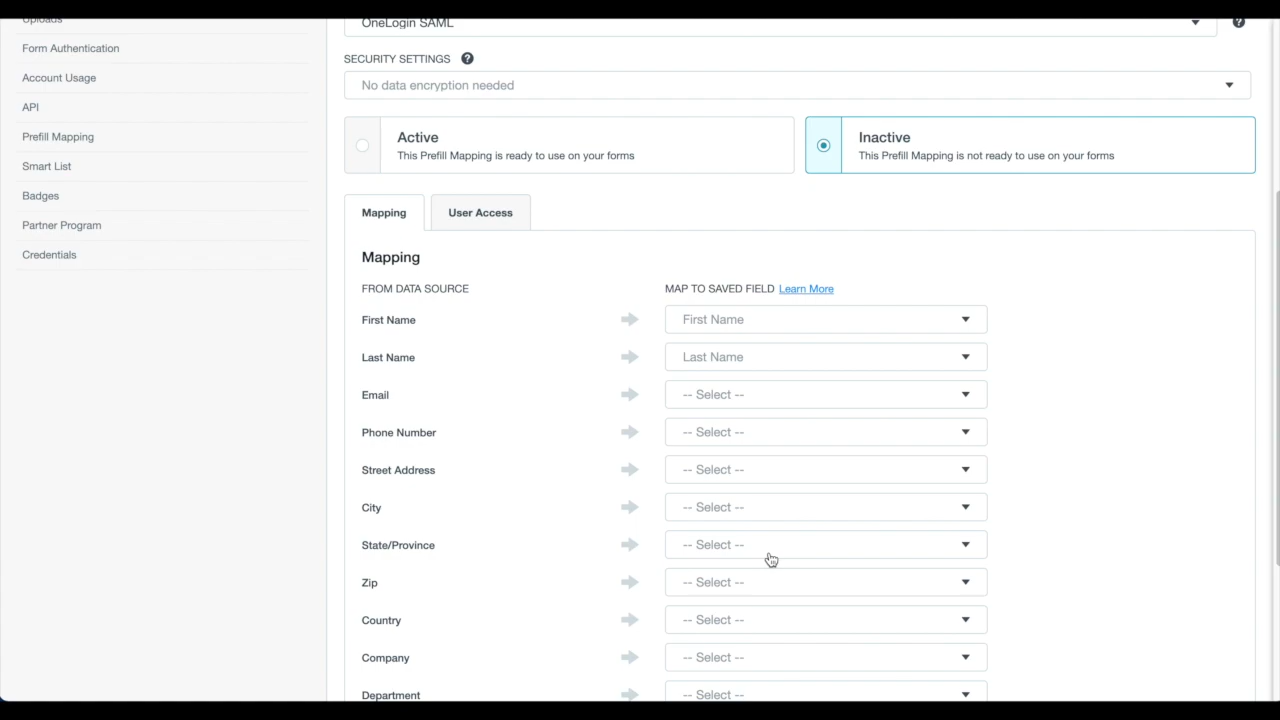 Uploads
Form Authentication
Account Usage
API
Prefill Mapping
Smart List
Badges
Partner Program
Credentials
OneLogin SAML
?
SECURITY SETTINGS ?
No data encryption needed
Active
This Prefill Mapping is ready to use on your forms
Inactive
This Prefill Mapping is not ready to use on your forms
Mapping User Access
Mapping
FROM DATA SOURCE MAP TO SAVED FIELD Learn More
First Name First Name
Last Name Last Name
Email -- Select --
Phone Number -- Select --
Street Address -- Select --
City -- Select --
State/Province -- Select --
Zip -- Select --
Country -- Select --
Company -- Select --
Department -- Select --